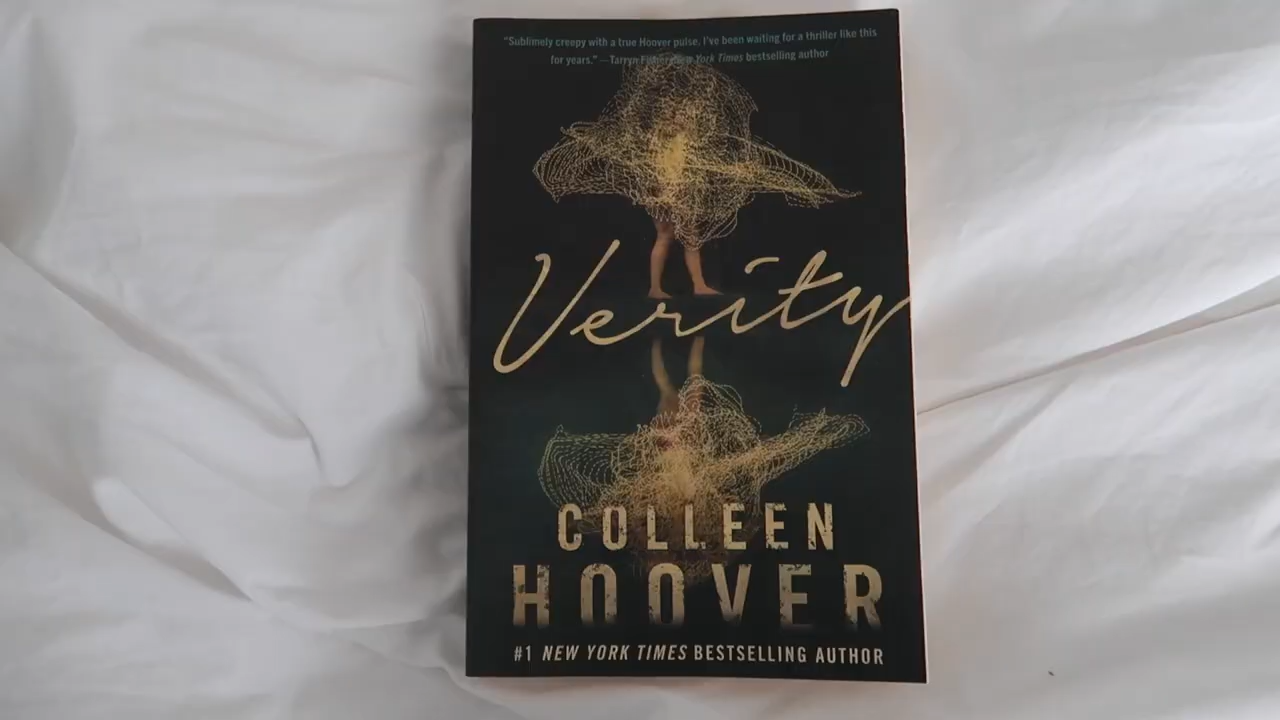 "Sublimely creepy with a true Hoover pulse. I've been waiting for a thriller like this
for years." —Tarryn Fisher, New York Times bestselling author
Verity
COLLEEN
HOOVER
#1 NEW YORK TIMES BESTSELLING AUTHOR